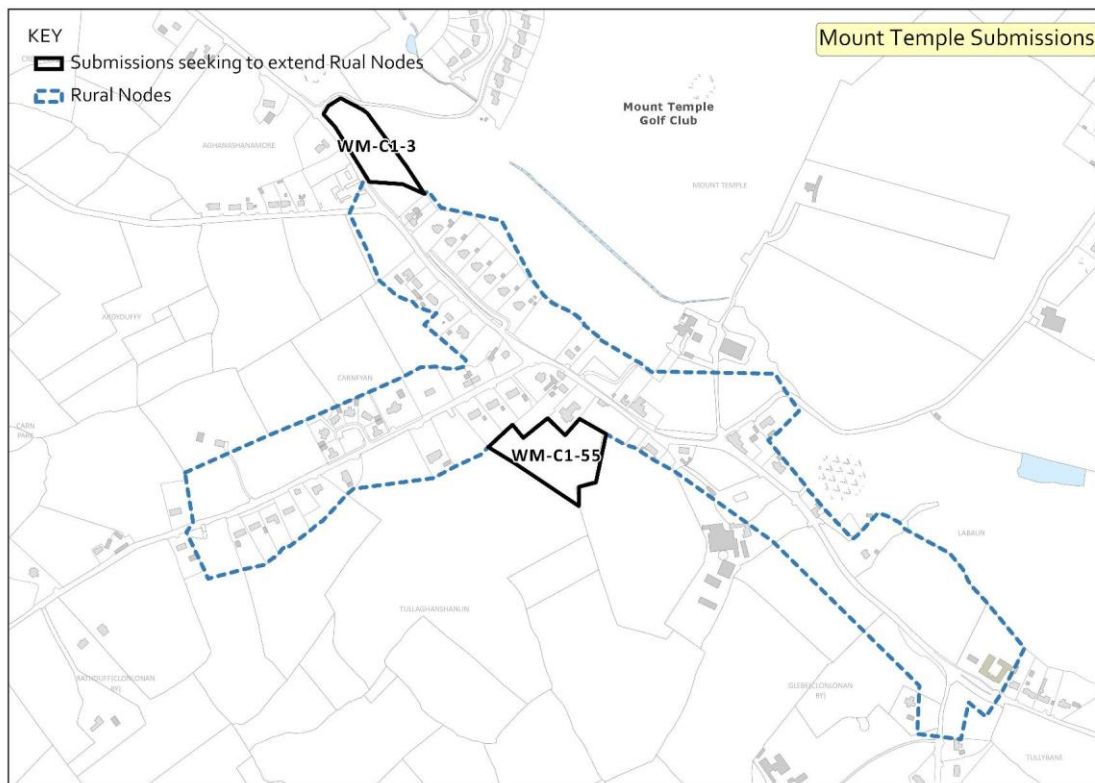 KEY
Submissions seeking to extend Rual Nodes
Rural Nodes
Mount Temple Submissions
Mount Temple
Golf Club
WM-C1-3
AGHANASHANAMORE
MOUNT TEMPLE
ARDYDUFFY
CARNFYAN
CARN
PARK
WM-C1-55
LABAUN
TULLAGHANSHANLIN
RATHDUFF(CLONLONAN
BY)
GLEBE(CLONLONAN
BY)
TULLYBANE